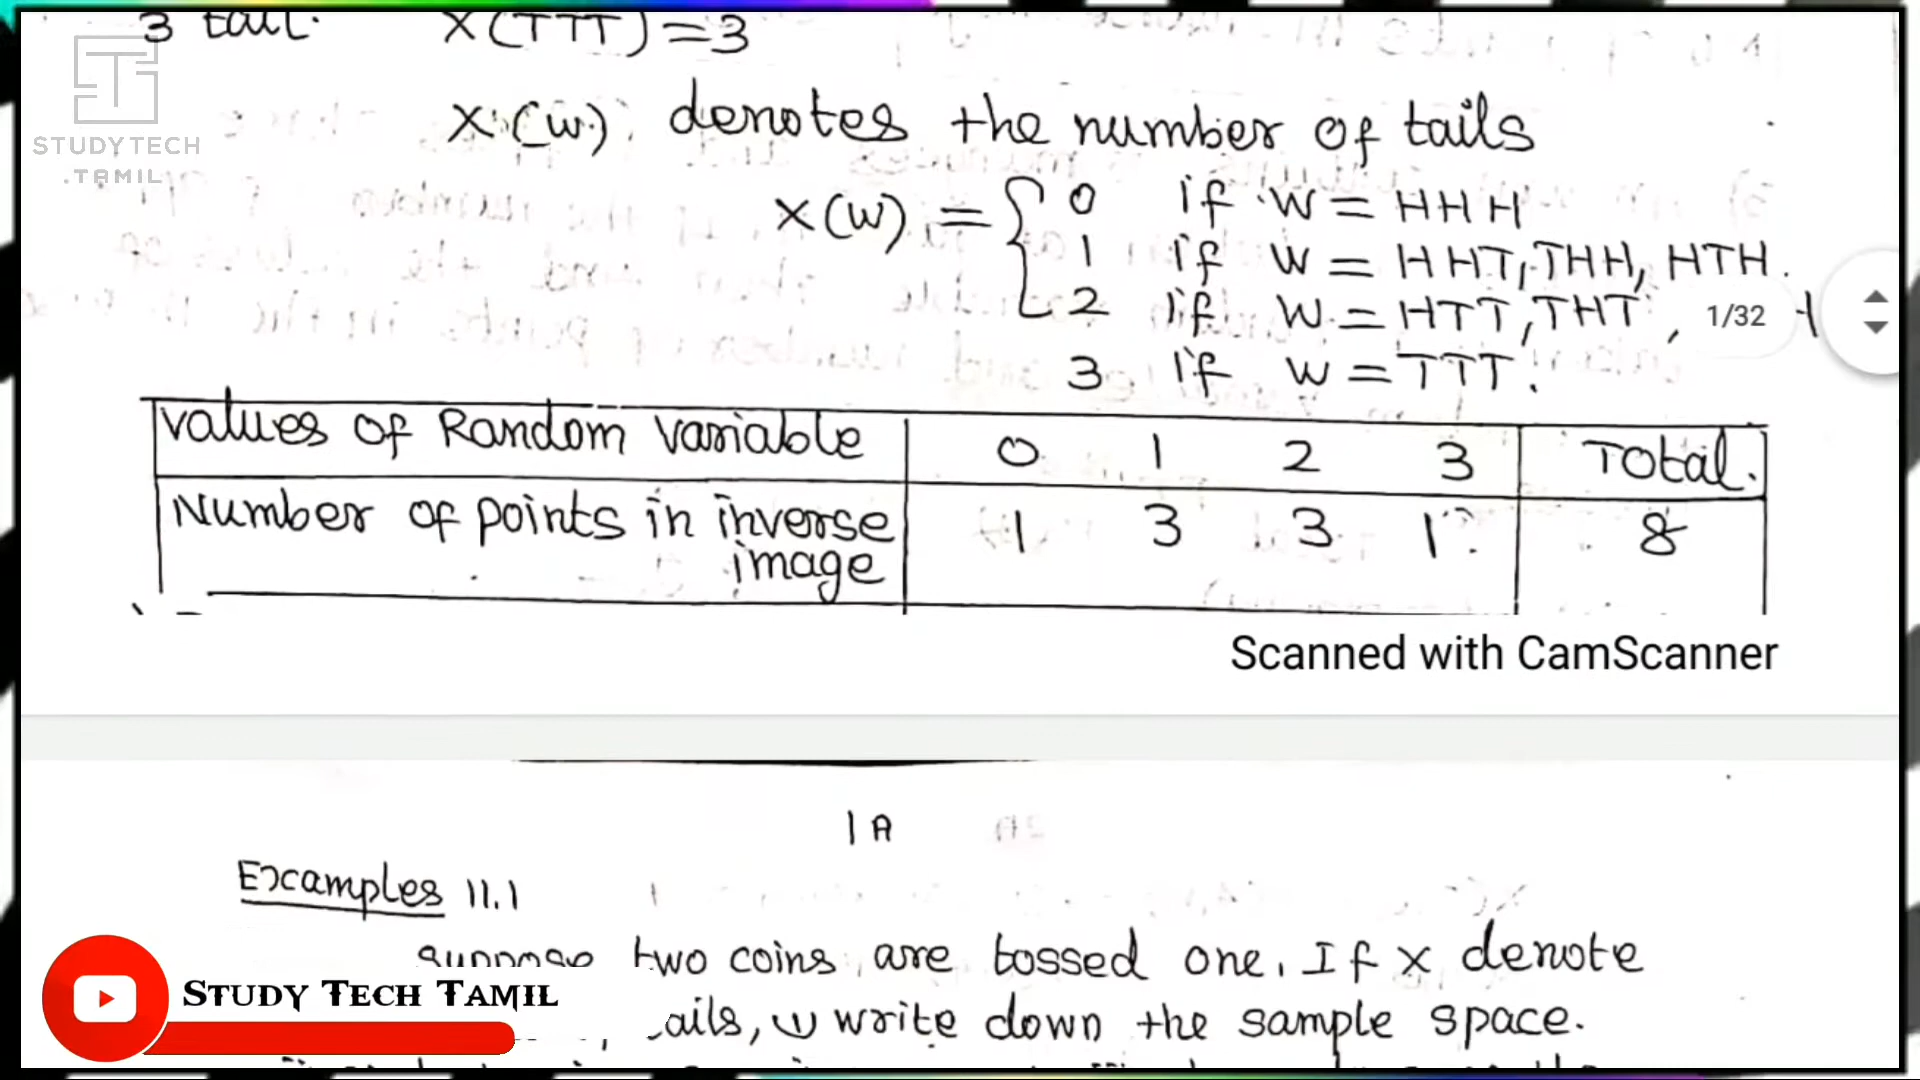 3 tail. X(TTT)=3
X(W) denotes the number of tails
X(W) = { 0 if W = HHH
1 if W = HHT, THH, HTH.
2 if W = HTT, THT,
3 if W = TTT.
1/32
STUDYTECH
.TAMIL
Values of Random Variable 0 1 2 3 Total.
Number of points in inverse image 1 3 3 1 8
Scanned with CamScanner
1A
Examples 11.1
suppose two coins are tossed one. If x denote
ails, (i) write down the sample space.
STUDY TECH TAMIL